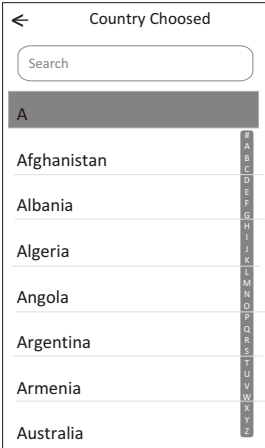 Country Choosed
Search
A
Afghanistan
Albania
Algeria
Angola
Argentina
Armenia
Australia
#
A
B
C
D
E
F
G
H
I
J
K
L
M
N
O
P
Q
R
S
T
U
V
W
X
Y
Z